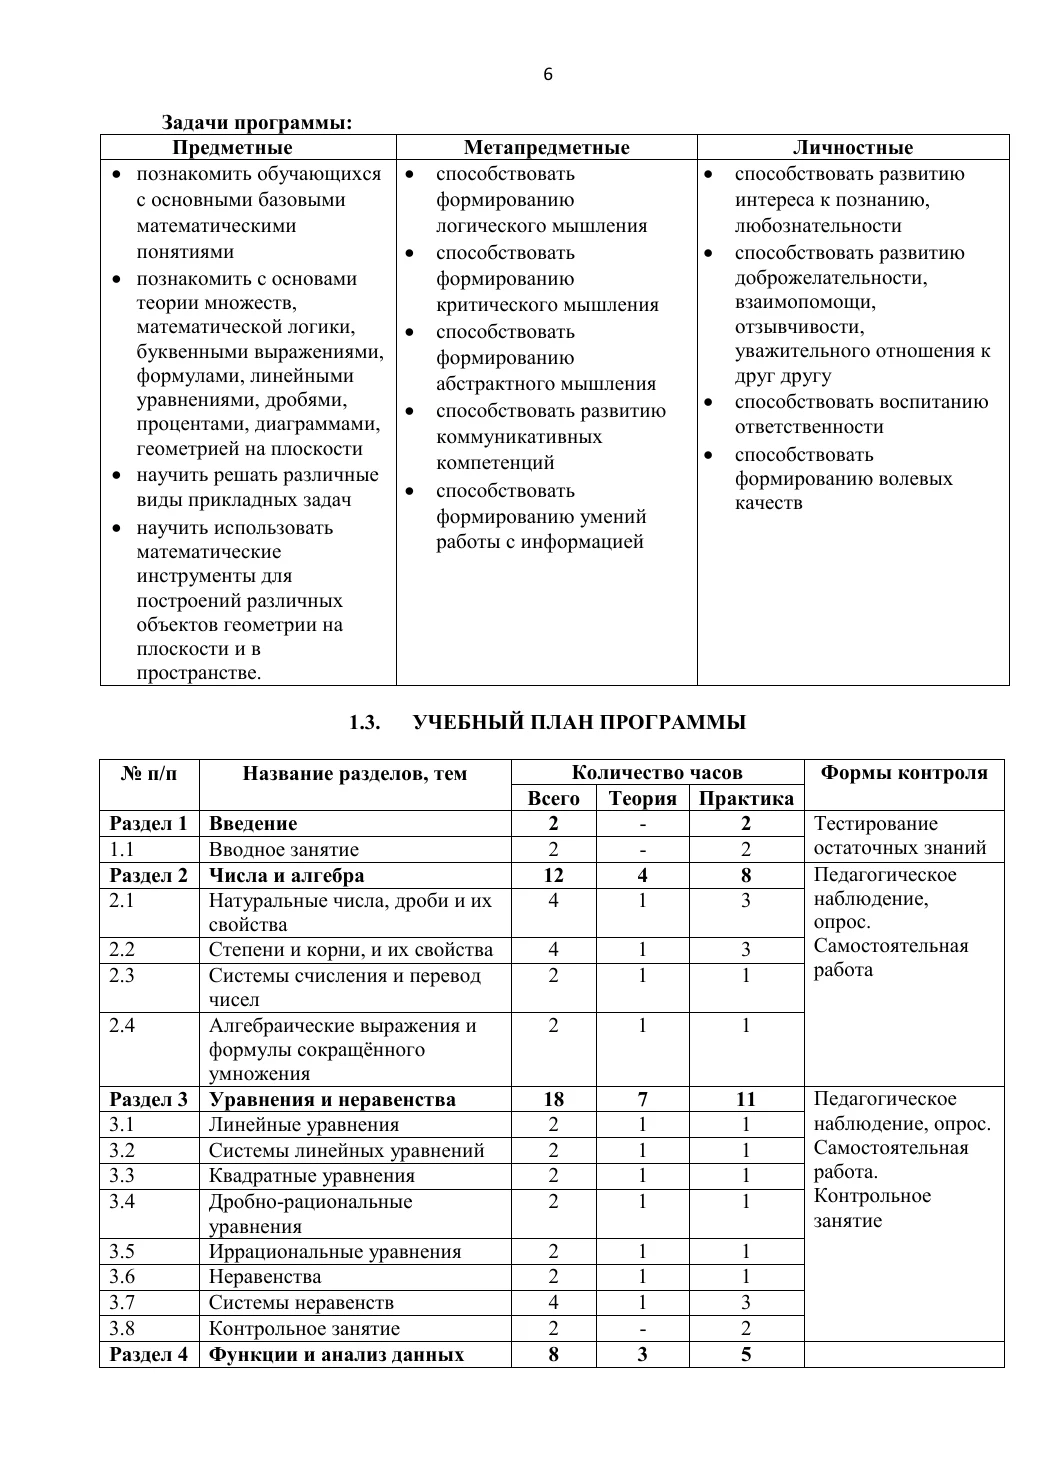 6
Задачи программы:
Предметные
Метапредметные
Личностные
• познакомить обучающихся
с основными базовыми
математическими
понятиями
• познакомить с основами
теории множеств,
математической логики,
буквенными выражениями,
формулами, линейными
уравнениями, дробями,
процентами, диаграммами,
геометрией на плоскости
• научить решать различные
виды прикладных задач
• научить использовать
математические
инструменты для
построений различных
объектов геометрии на
плоскости и в
пространстве.
• способствовать
формированию
логического мышления
• способствовать
формированию
критического мышления
• способствовать
формированию
абстрактного мышления
• способствовать развитию
коммуникативных
компетенций
• способствовать
формированию умений
работы с информацией
• способствовать развитию
интереса к познанию,
любознательности
• способствовать развитию
доброжелательности,
взаимопомощи,
отзывчивости,
уважительного отношения к
друг другу
• способствовать воспитанию
ответственности
• способствовать
формированию волевых
качеств
1.3. УЧЕБНЫЙ ПЛАН ПРОГРАММЫ
№ п/п Название разделов, тем Количество часов Формы контроля
Всего Теория Практика
Раздел 1 Введение 2 - 2 Тестирование
1.1 Вводное занятие 2 - 2 остаточных знаний
Раздел 2 Числа и алгебра 12 4 8 Педагогическое
2.1 Натуральные числа, дроби и их 4 1 3 наблюдение,
свойства опрос.
2.2 Степени и корни, и их свойства 4 1 3 Самостоятельная
2.3 Системы счисления и перевод 2 1 1 работа
чисел
2.4 Алгебраические выражения и 2 1 1
формулы сокращённого
умножения
Раздел 3 Уравнения и неравенства 18 7 11 Педагогическое
3.1 Линейные уравнения 2 1 1 наблюдение, опрос.
3.2 Системы линейных уравнений 2 1 1 Самостоятельная
3.3 Квадратные уравнения 2 1 1 работа.
3.4 Дробно-рациональные 2 1 1 Контрольное
уравнения занятие
3.5 Иррациональные уравнения 2 1 1
3.6 Неравенства 2 1 1
3.7 Системы неравенств 4 1 3
3.8 Контрольное занятие 2 - 2
Раздел 4 Функции и анализ данных 8 3 5